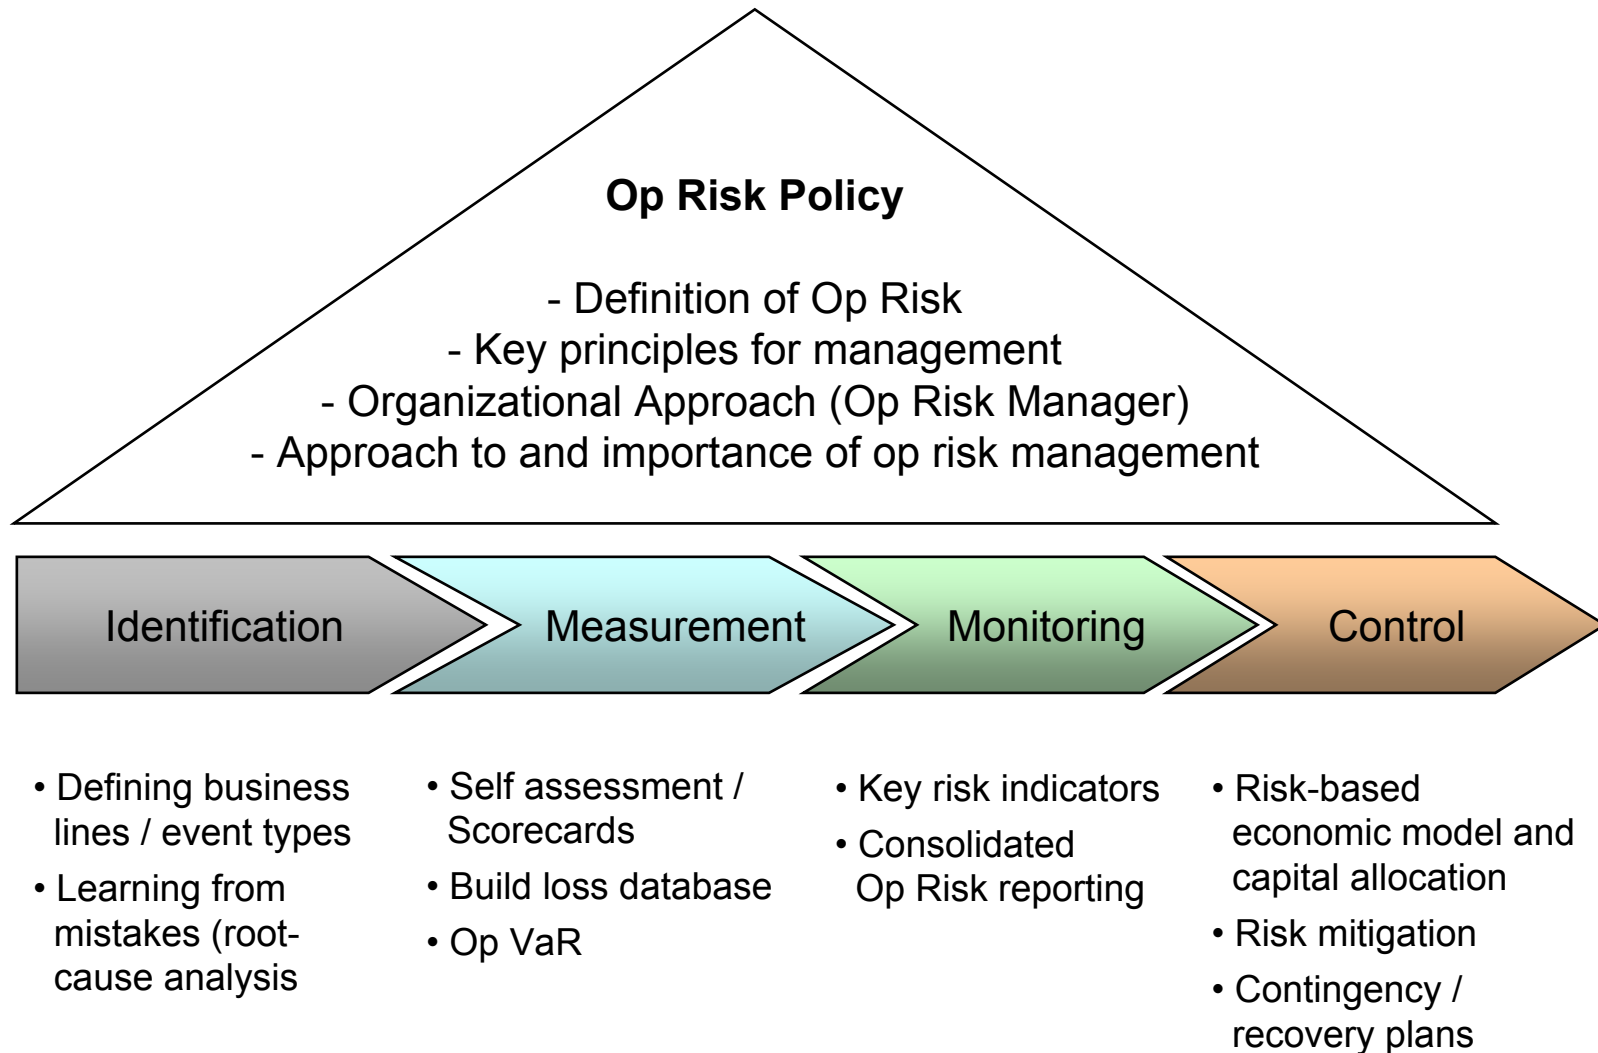 Op Risk Policy
- Definition of Op Risk
- Key principles for management
- Organizational Approach (Op Risk Manager)
- Approach to and importance of op risk management
Identification
Measurement
Monitoring
Control
• Defining business
lines / event types
• Learning from
mistakes (root-
cause analysis
• Self assessment /
Scorecards
• Build loss database
• Op VaR
• Key risk indicators
• Consolidated
Op Risk reporting
• Risk-based
economic model and
capital allocation
• Risk mitigation
• Contingency /
recovery plans